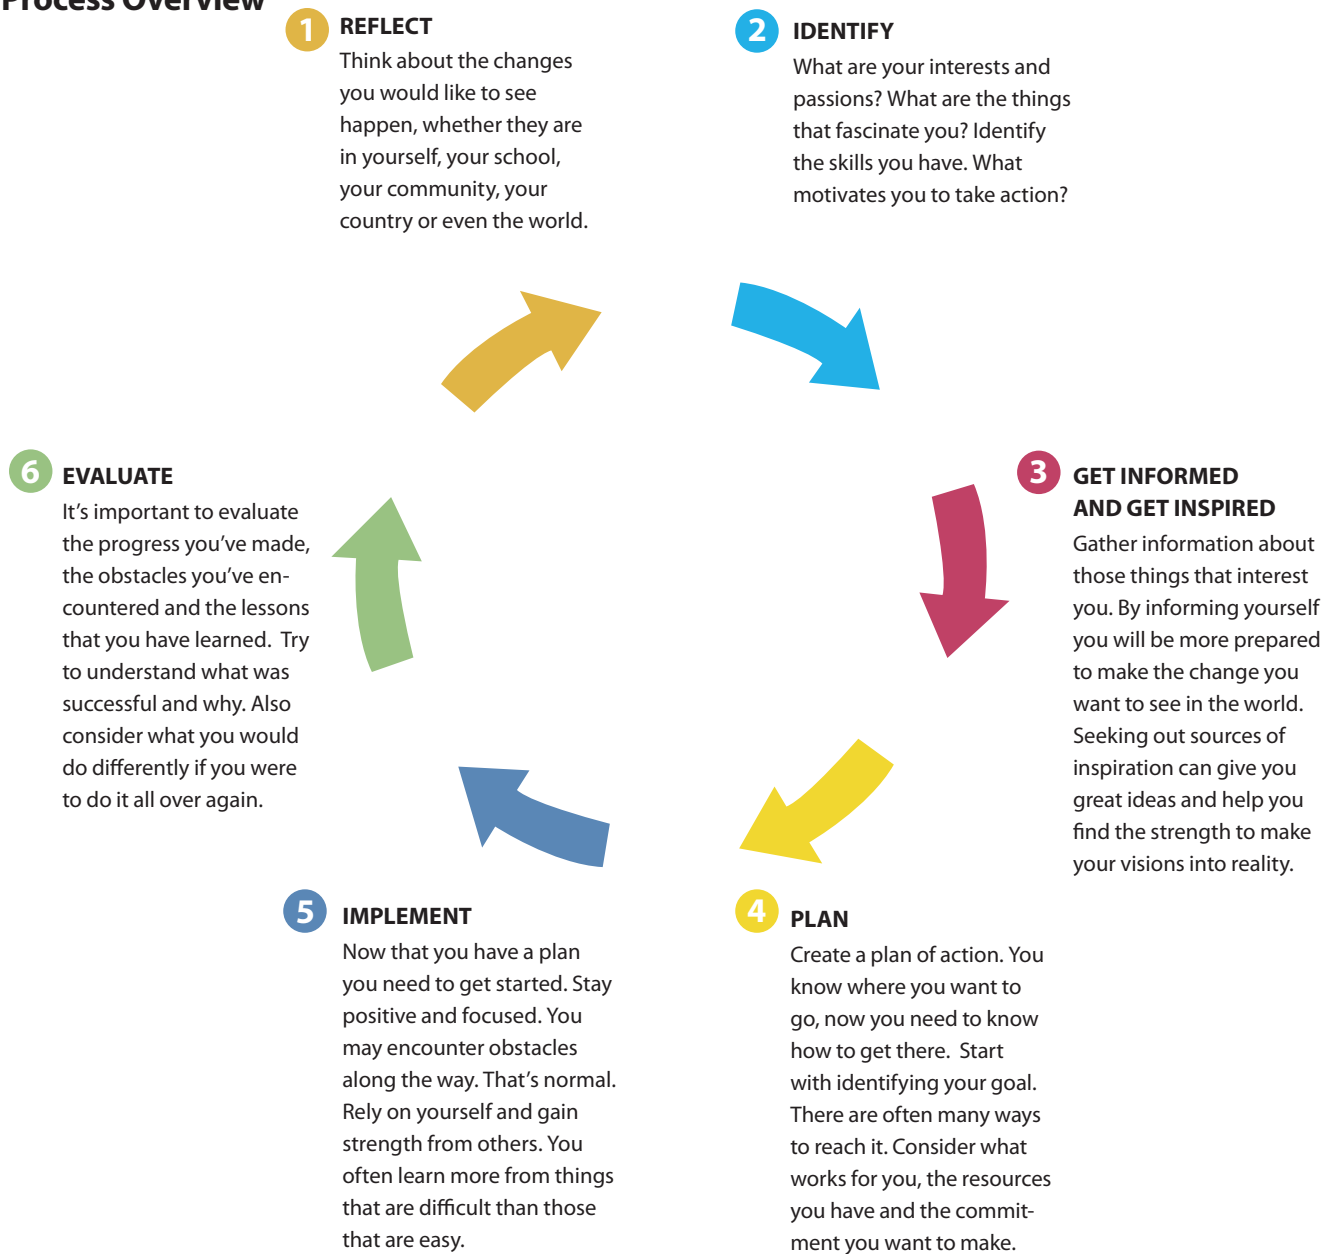 Process Overview
1 REFLECT
Think about the changes
you would like to see
happen, whether they are
in yourself, your school,
your community, your
country or even the world.
2 IDENTIFY
What are your interests and
passions? What are the things
that fascinate you? Identify
the skills you have. What
motivates you to take action?
3 GET INFORMED
AND GET INSPIRED
Gather information about
those things that interest
you. By informing yourself
you will be more prepared
to make the change you
want to see in the world.
Seeking out sources of
inspiration can give you
great ideas and help you
find the strength to make
your visions into reality.
4 PLAN
Create a plan of action. You
know where you want to
go, now you need to know
how to get there.  Start
with identifying your goal.
There are often many ways
to reach it. Consider what
works for you, the resources
you have and the commit-
ment you want to make.
5 IMPLEMENT
Now that you have a plan
you need to get started. Stay
positive and focused. You
may encounter obstacles
along the way. That's normal.
Rely on yourself and gain
strength from others. You
often learn more from things
that are difficult than those
that are easy.
6 EVALUATE
It's important to evaluate
the progress you've made,
the obstacles you've en-
countered and the lessons
that you have learned.  Try
to understand what was
successful and why. Also
consider what you would
do differently if you were
to do it all over again.